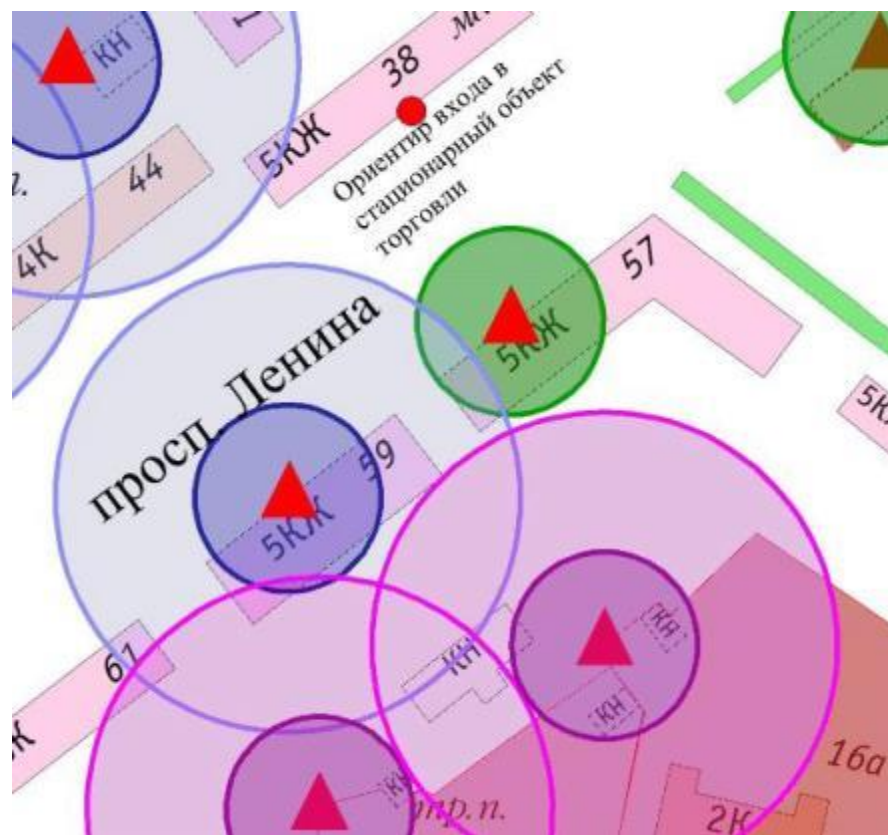 КН
38
5КЖ
Ориентир входа в
стационарный объект
торговли
44
4К
57
5КЖ
просп. Ленина
59
5КЖ
61
КН
КН
КН
16а
2К
тр.п.